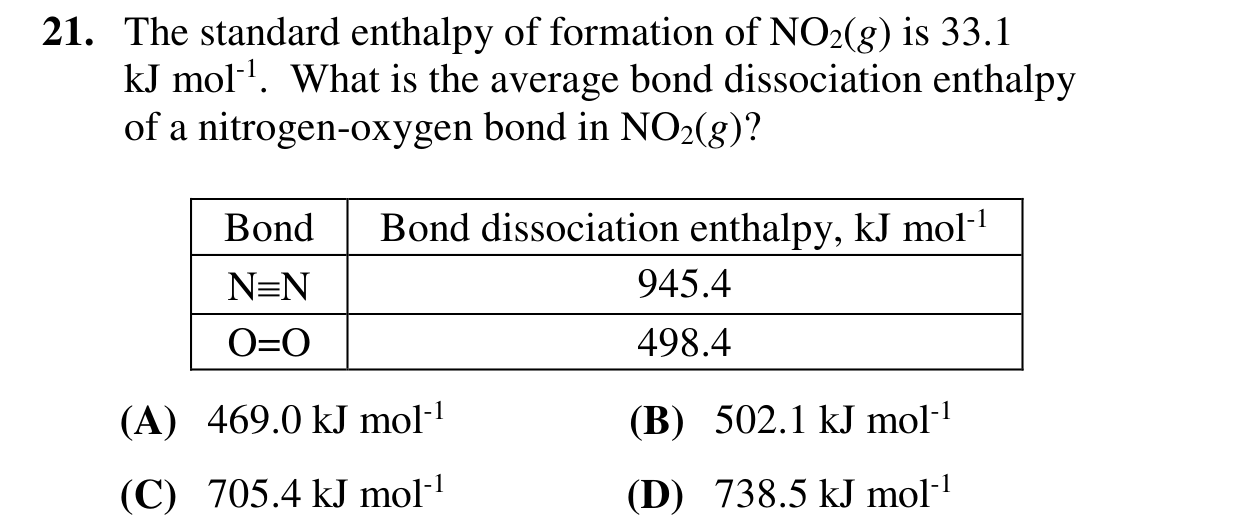 21. The standard enthalpy of formation of NO₂(g) is 33.1
kJ mol⁻¹. What is the average bond dissociation enthalpy
of a nitrogen-oxygen bond in NO₂(g)?
Bond Bond dissociation enthalpy, kJ mol⁻¹
N≡N 945.4
O=O 498.4
(A) 469.0 kJ mol⁻¹ (B) 502.1 kJ mol⁻¹
(C) 705.4 kJ mol⁻¹ (D) 738.5 kJ mol⁻¹